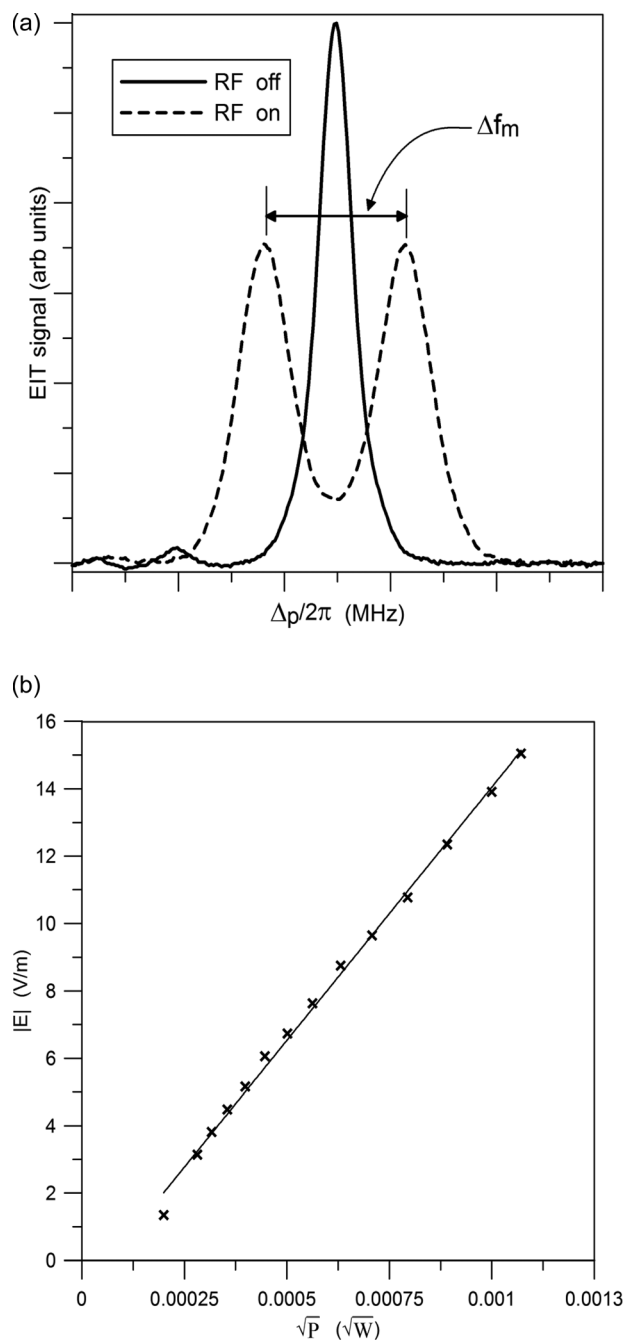 (a)
RF off
RF on
Δfm
EIT signal (arb units)
Δp/2π (MHz)
(b)
16
14
12
10
8
6
4
2
0
|E| (V/m)
0 0.00025 0.0005 0.00075 0.001 0.0013
√P (√W)